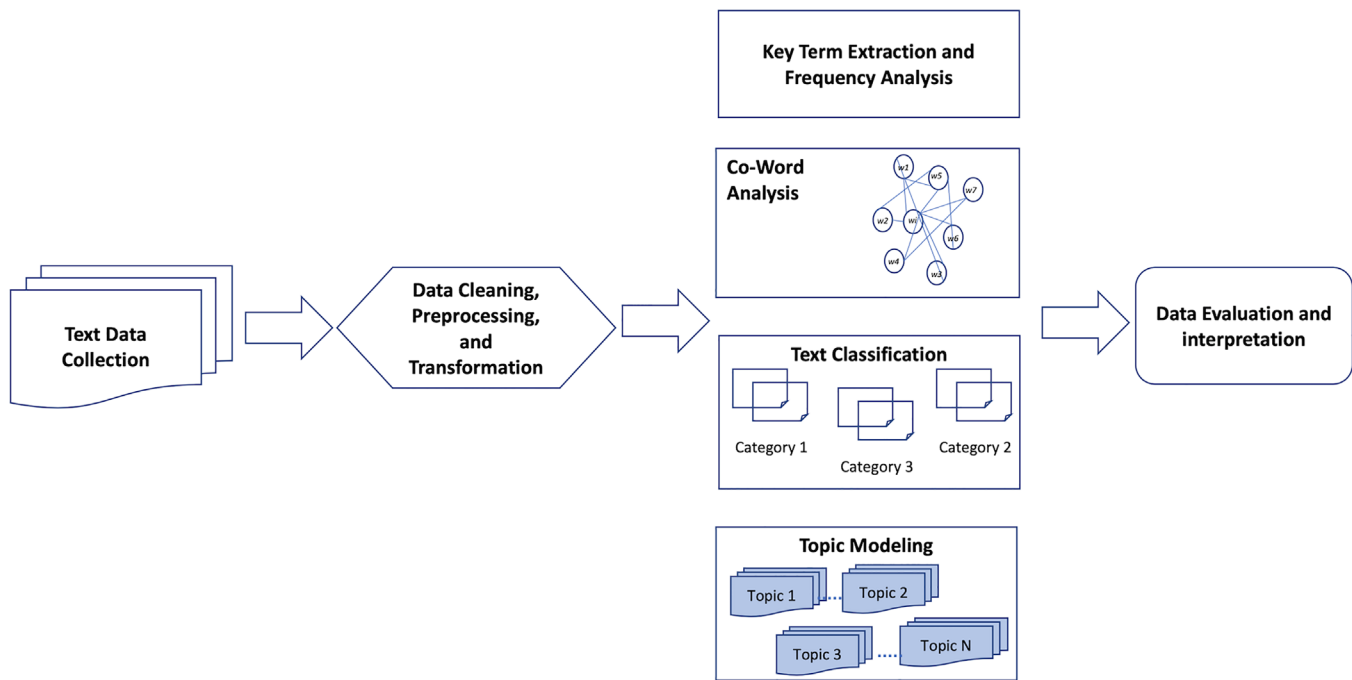 Text Data
Collection
Data Cleaning,
Preprocessing,
and
Transformation
Key Term Extraction and
Frequency Analysis
Co-Word
Analysis
w1
w5
w7
w2
wi
w6
w4
w3
Text Classification
Category 1
Category 3
Category 2
Topic Modeling
Topic 1
.....
Topic 2
Topic 3
.....
Topic N
Data Evaluation and
interpretation